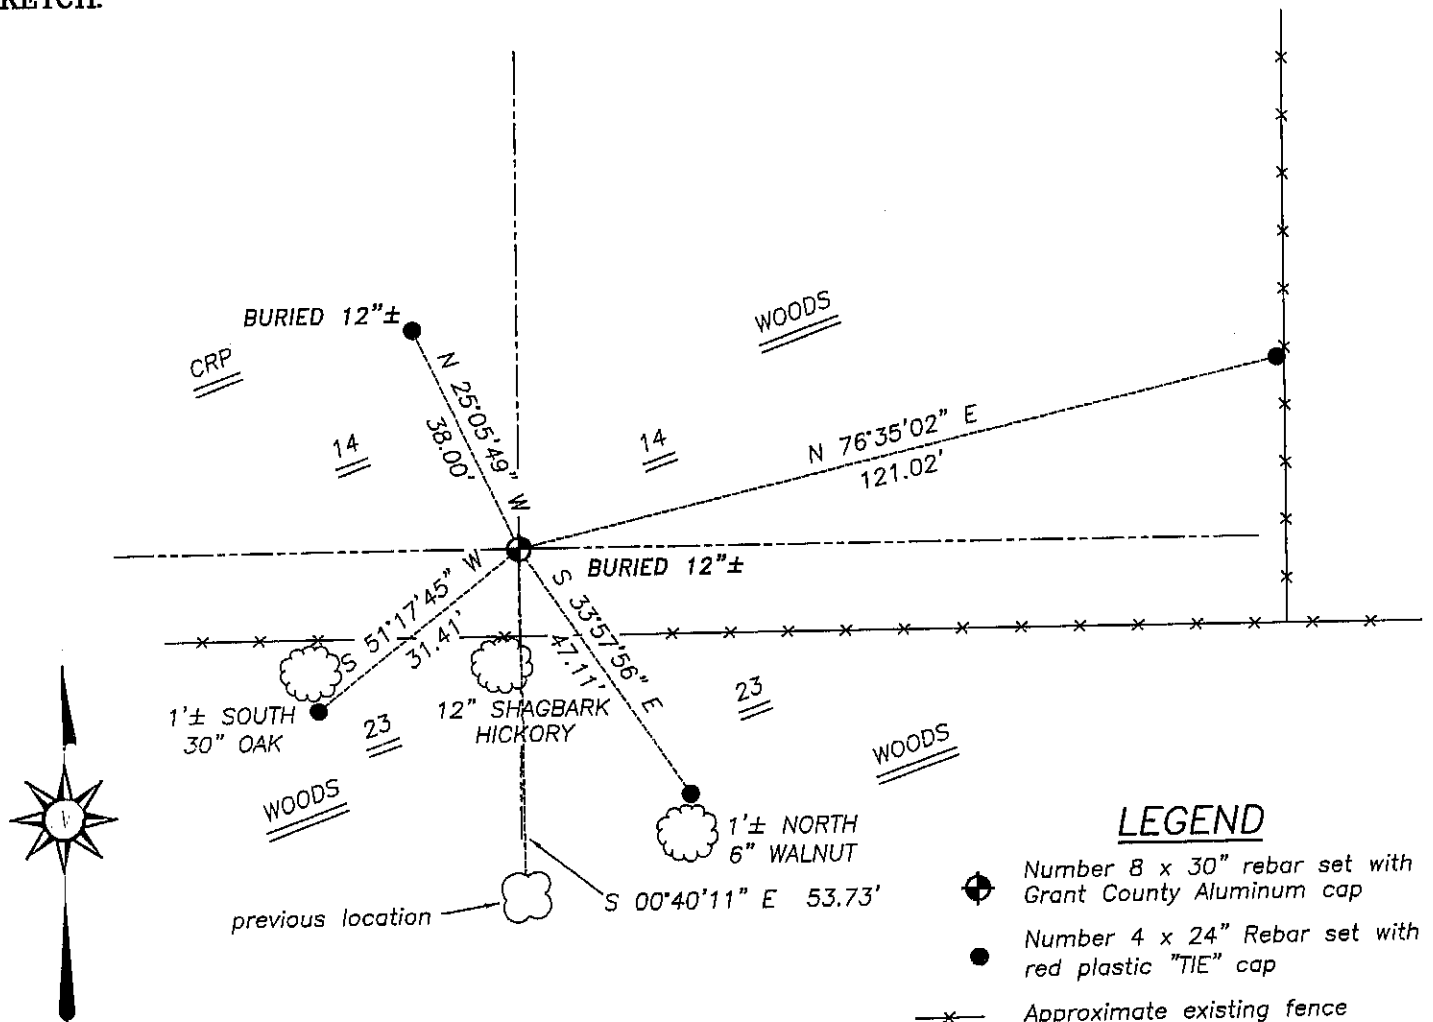 BURIED 12"±
WOODS
CRP
N 25°05'49" W
38.00'
14
14
N 76°35'02" E
121.02'
BURIED 12"±
S 51°17'45" W
31.41'
S 33°57'56" E
47.11'
1'± SOUTH
30" OAK
23
12" SHAGBARK
HICKORY
23
WOODS
WOODS
1'± NORTH
6" WALNUT
S 00°40'11" E 53.73'
previous location
LEGEND
Number 8 x 30" rebar set with
Grant County Aluminum cap
Number 4 x 24" Rebar set with
red plastic "TIE" cap
Approximate existing fence